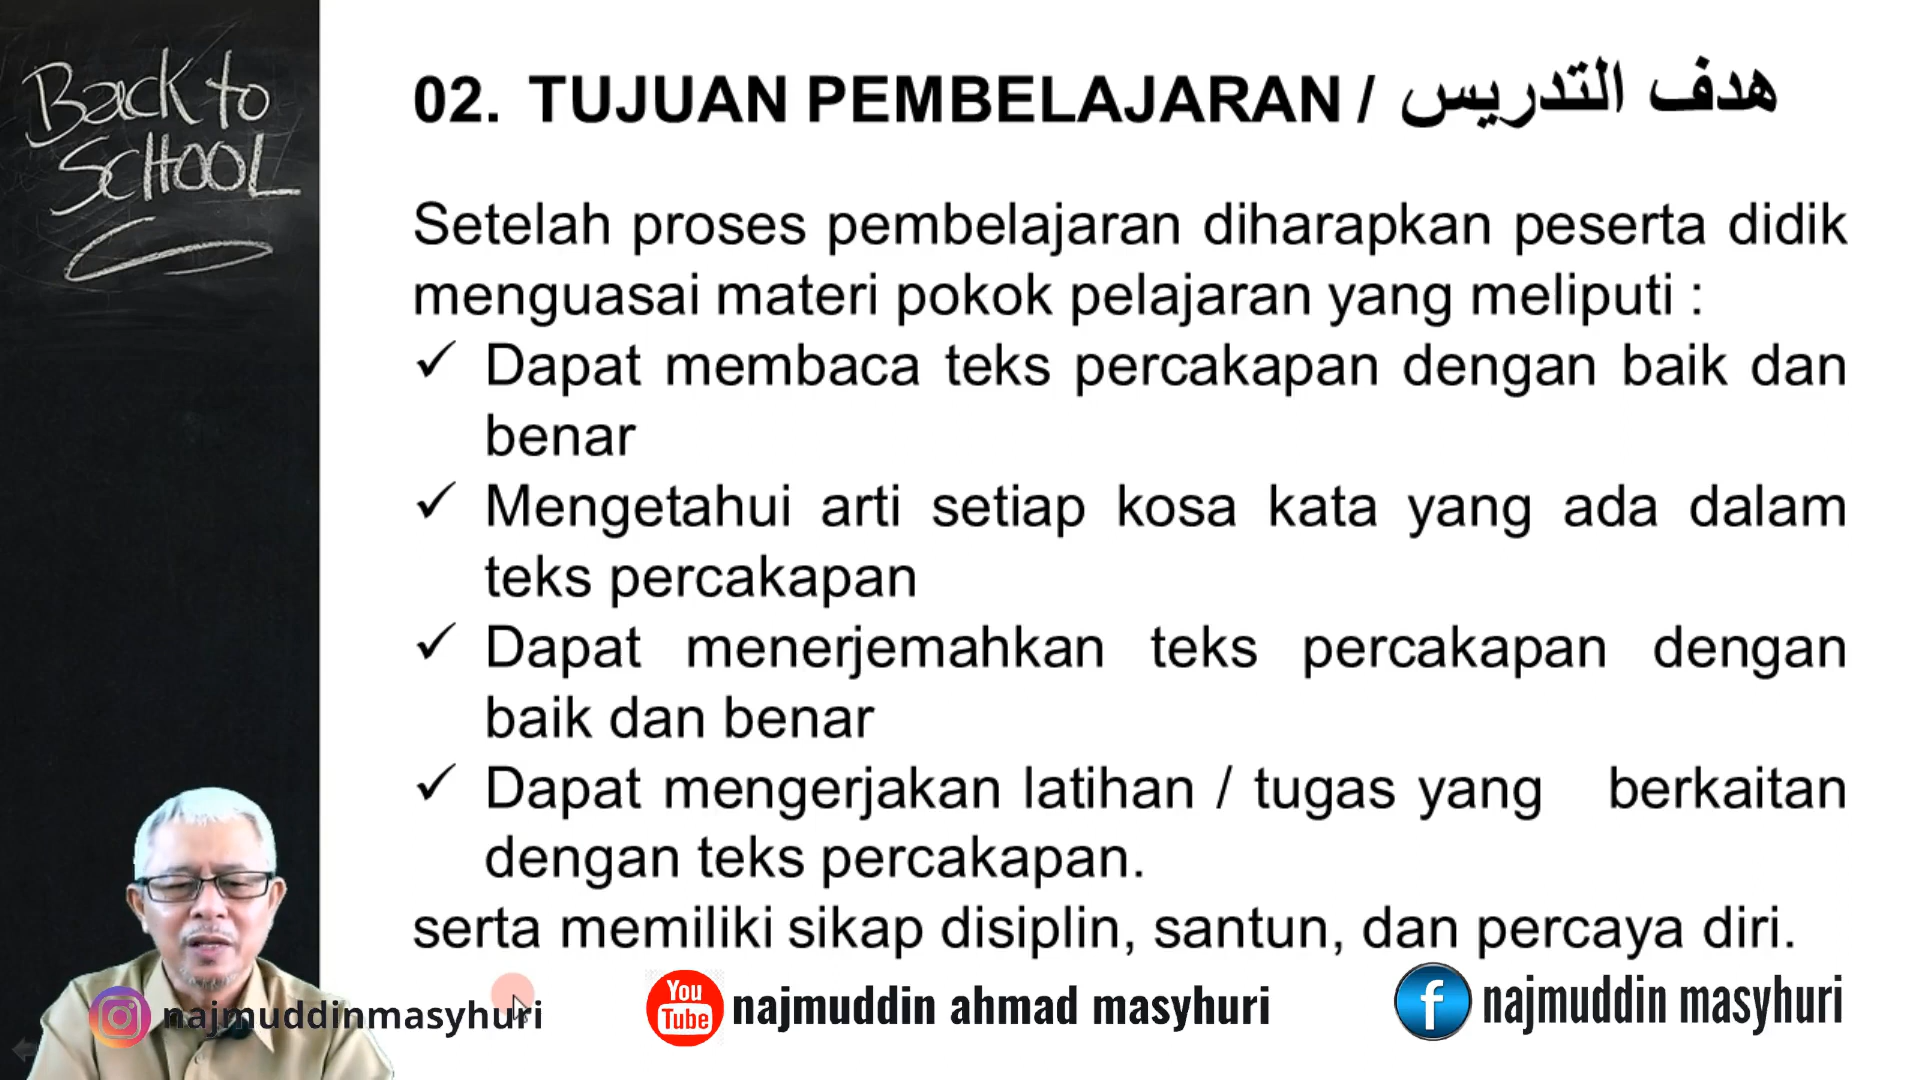 Back to
SCHOOL
02. TUJUAN PEMBELAJARAN / هدف التدريس
Setelah proses pembelajaran diharapkan peserta didik
menguasai materi pokok pelajaran yang meliputi :
✓ Dapat membaca teks percakapan dengan baik dan
benar
✓ Mengetahui arti setiap kosa kata yang ada dalam
teks percakapan
✓ Dapat menerjemahkan teks percakapan dengan
baik dan benar
✓ Dapat mengerjakan latihan / tugas yang berkaitan
dengan teks percakapan.
serta memiliki sikap disiplin, santun, dan percaya diri.
najmuddinmasyhuri
You
Tube
najmuddin ahmad masyhuri
f najmuddin masyhuri